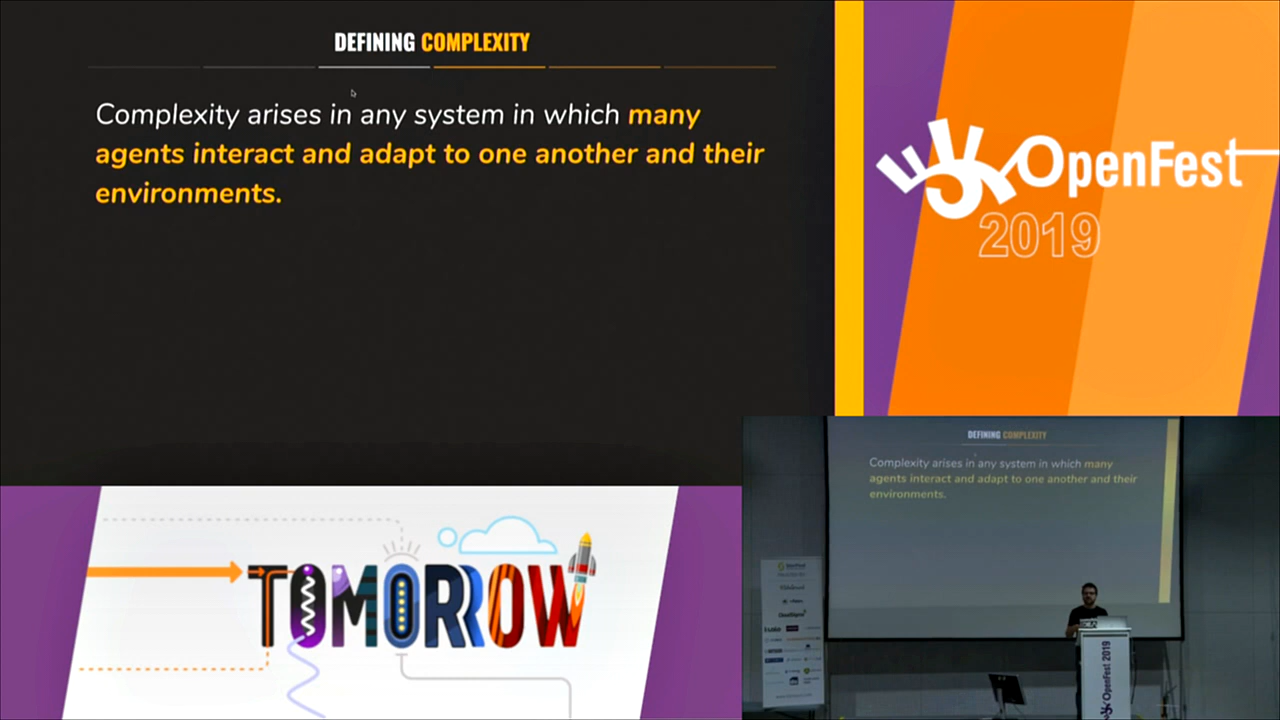 DEFINING COMPLEXITY
Complexity arises in any system in which many
agents interact and adapt to one another and their
environments.
OpenFest
2019
TOMORROW
DEFINING COMPLEXITY
Complexity arises in any system in which many
agents interact and adapt to one another and their
environments.
OpenFest 2019